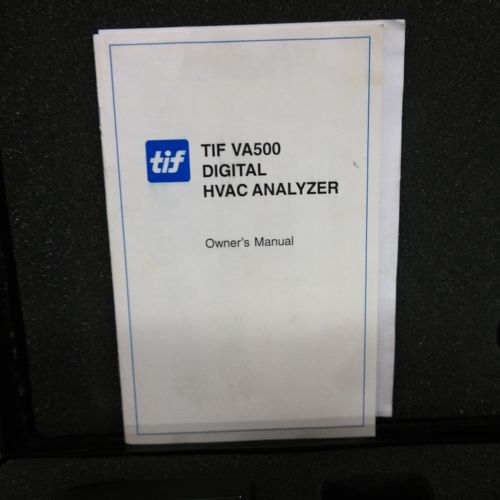 tif
TIF VA500
DIGITAL
HVAC ANALYZER
Owner's Manual